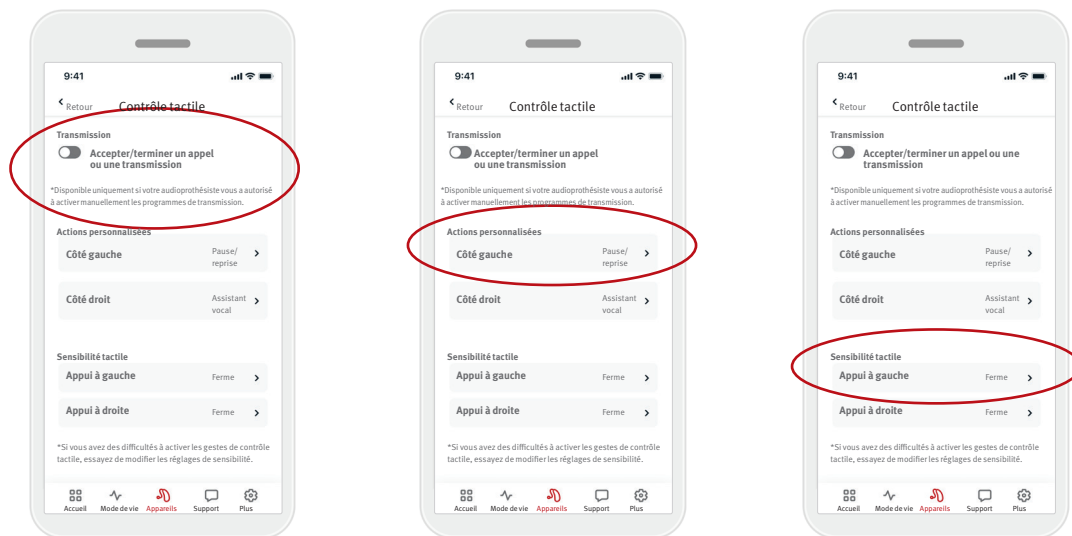 9:41
Retour Contrôle tactile
Transmission
Accepter/terminer un appel
ou une transmission
*Disponible uniquement si votre audioprothésiste vous a autorisé
à activer manuellement les programmes de transmission.
Actions personnalisées
Côté gauche Pause/
reprise
Côté droit Assistant
vocal
Sensibilité tactile
Appui à gauche Ferme
Appui à droite Ferme
*Si vous avez des difficultés à activer les gestes de contrôle
tactile, essayez de modifier les réglages de sensibilité.
Accueil Mode de vie Appareils Support Plus
9:41
Retour Contrôle tactile
Transmission
Accepter/terminer un appel
ou une transmission
*Disponible uniquement si votre audioprothésiste vous a autorisé
à activer manuellement les programmes de transmission.
Actions personnalisées
Côté gauche Pause/
reprise
Côté droit Assistant
vocal
Sensibilité tactile
Appui à gauche Ferme
Appui à droite Ferme
*Si vous avez des difficultés à activer les gestes de contrôle
tactile, essayez de modifier les réglages de sensibilité.
Accueil Mode de vie Appareils Support Plus
9:41
Retour Contrôle tactile
Transmission
Accepter/terminer un appel ou une
transmission
*Disponible uniquement si votre audioprothésiste vous a autorisé
à activer manuellement les programmes de transmission.
Actions personnalisées
Côté gauche Pause/
reprise
Côté droit Assistant
vocal
Sensibilité tactile
Appui à gauche Ferme
Appui à droite Ferme
*Si vous avez des difficultés à activer les gestes de contrôle
tactile, essayez de modifier les réglages de sensibilité.
Accueil Mode de vie Appareils Support Plus